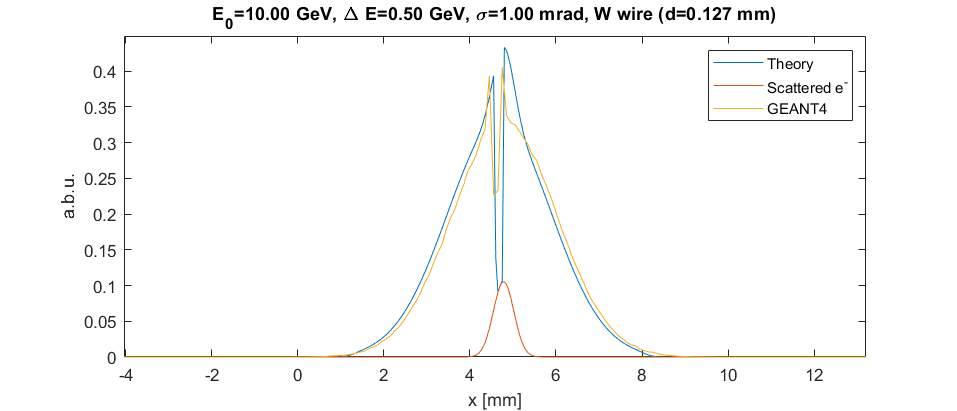 E0=10.00 GeV, Δ E=0.50 GeV, σ=1.00 mrad, W wire (d=0.127 mm)
Theory
Scattered e-
GEANT4
0.4
0.35
0.3
0.25
0.2
0.15
0.1
0.05
0
a.b.u.
-4 -2 0 2 4 6 8 10 12
x [mm]